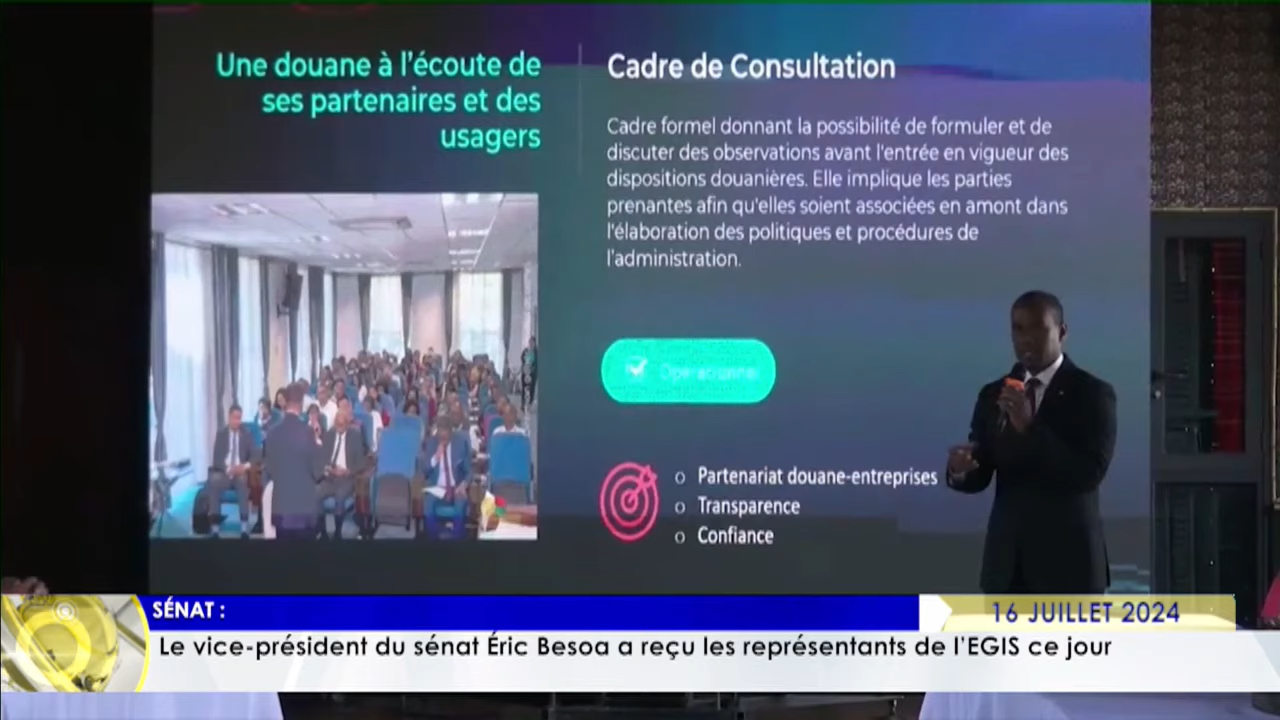 Une douane à l'écoute de
ses partenaires et des
usagers
Cadre de Consultation
Cadre formel donnant la possibilité de formuler et de
discuter des observations avant l'entrée en vigueur des
dispositions douanières. Elle implique les parties
prenantes afin qu'elles soient associées en amont dans
l'élaboration des politiques et procédures de
l'administration.
o Partenariat douane-entreprises
o Transparence
o Confiance
SÉNAT :
16 JUILLET 2024
Le vice-président du sénat Éric Besoa a reçu les représentants de l'EGIS ce jour